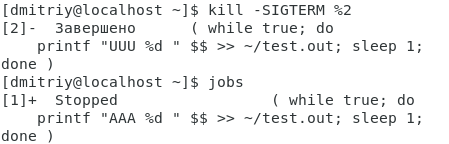 [dmitriy@localhost ~]$ kill -SIGTERM %2
[2]-  Завершено     ( while true; do
    printf "UUU %d " $$ >> ~/test.out; sleep 1;
done )
[dmitriy@localhost ~]$ jobs
[1]+  Stopped                 ( while true; do
    printf "AAA %d " $$ >> ~/test.out; sleep 1;
done )